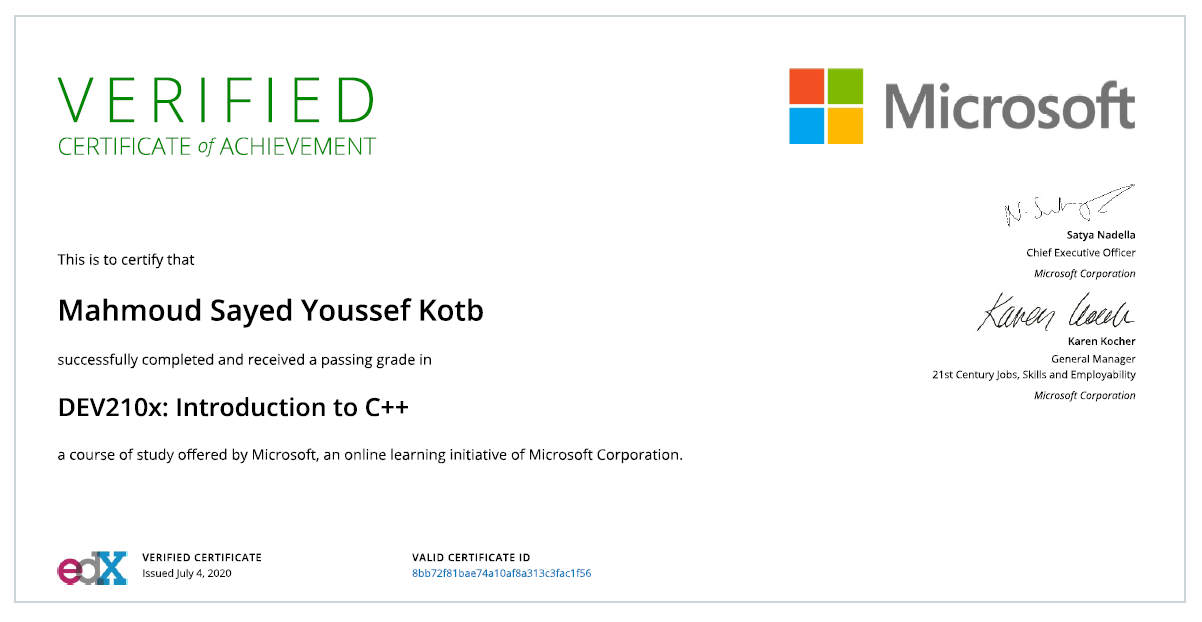 VERIFIED
CERTIFICATE of ACHIEVEMENT
Microsoft
N. Satya
Satya Nadella
Chief Executive Officer
Microsoft Corporation
This is to certify that
Mahmoud Sayed Youssef Kotb
successfully completed and received a passing grade in
DEV210x: Introduction to C++
a course of study offered by Microsoft, an online learning initiative of Microsoft Corporation.
Karen Kocher
Karen Kocher
General Manager
21st Century Jobs, Skills and Employability
Microsoft Corporation
edX
VERIFIED CERTIFICATE
Issued July 4, 2020
VALID CERTIFICATE ID
8bb72f81bae74a10af8a313c3fac1f56